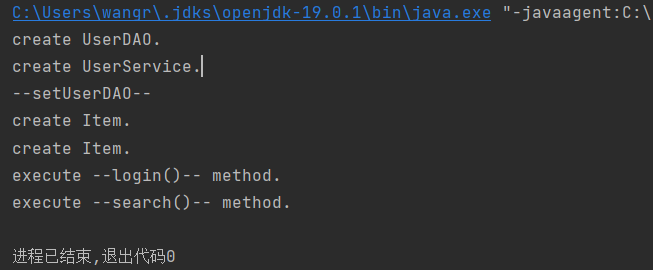 C:\Users\wangr\.jdks\openjdk-19.0.1\bin\java.exe "-javaagent:C:\
create UserDAO.
create UserService.
--setUserDAO--
create Item.
create Item.
execute --login()-- method.
execute --search()-- method.
进程已结束,退出代码0